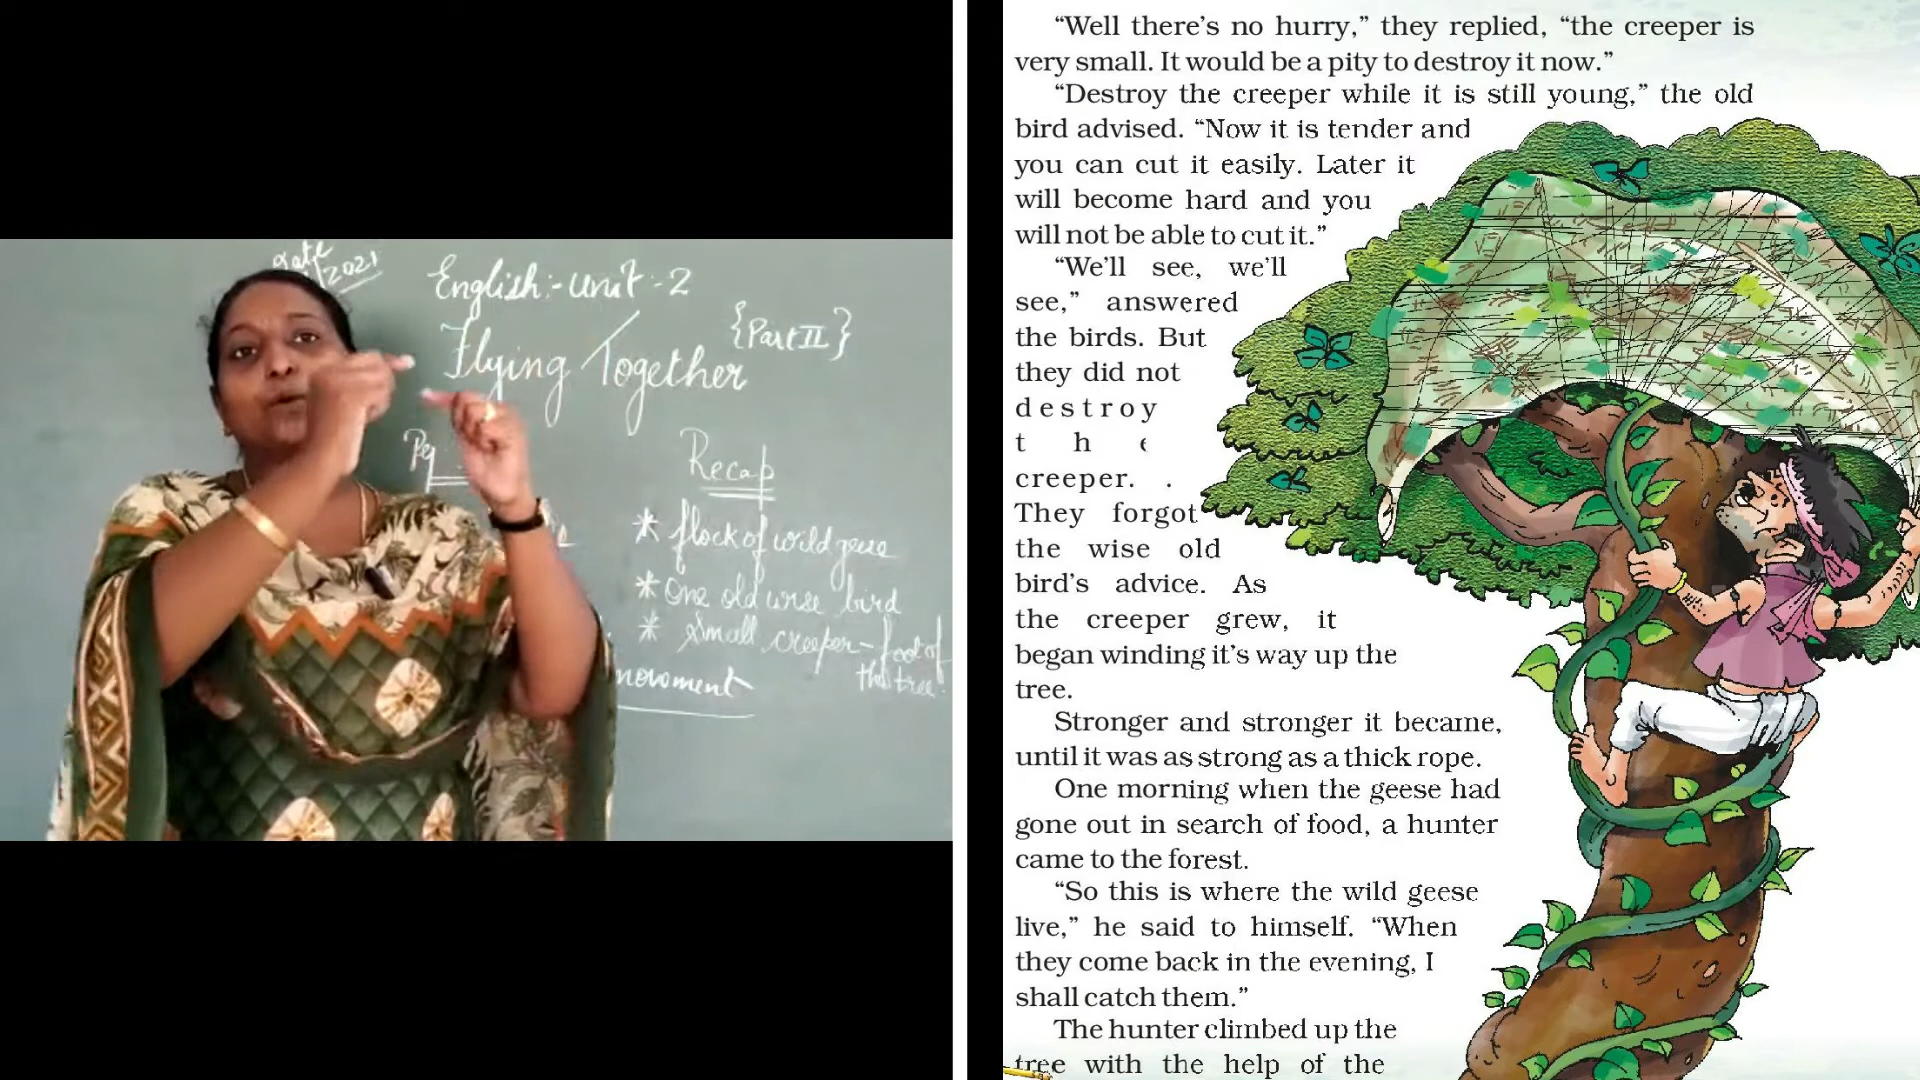 Date
2021
English:- Unit - 2
Flying Together
{Part II}
Recap
* flock of wild geese
* One old wise bird
* Small creeper - foot of
the tree.
movement
“Well there’s no hurry,” they replied, “the creeper is
very small. It would be a pity to destroy it now.”
“Destroy the creeper while it is still young,” the old
bird advised. “Now it is tender and
you can cut it easily. Later it
will become hard and you
will not be able to cut it.”
“We’ll see, we’ll
see,” answered
the birds. But
they did not
destroy
t h e
creeper. .
They forgot
the wise old
bird’s advice. As
the creeper grew, it
began winding it’s way up the
tree.
Stronger and stronger it became,
until it was as strong as a thick rope.
One morning when the geese had
gone out in search of food, a hunter
came to the forest.
“So this is where the wild geese
live,” he said to himself. “When
they come back in the evening, I
shall catch them.”
The hunter climbed up the
tree with the help of the